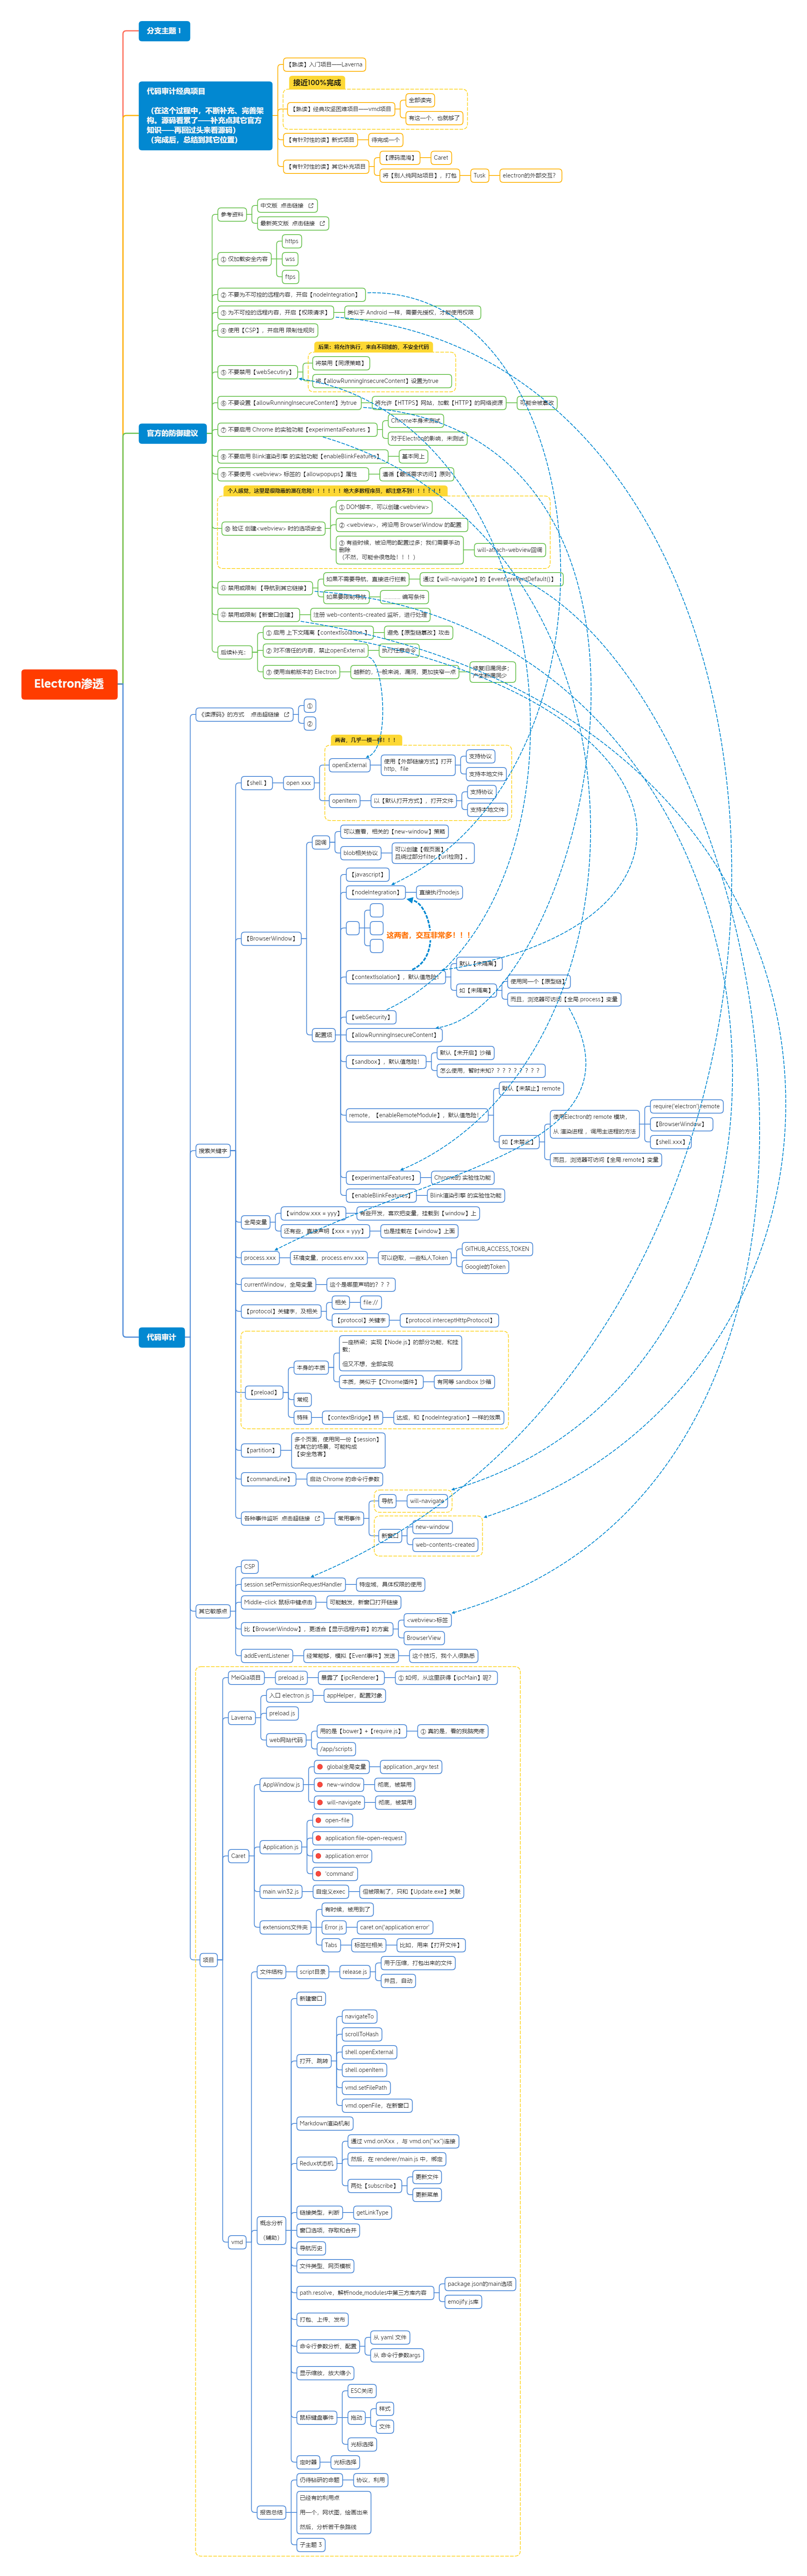 分支主题 1
代码审计经典项目
（在这个过程中，不断补充、完善架
构。源码看累了——补充点其它官方
知识——再回过头来看源码）
（完成后，总结到其它位置）
【熟读】入门项目——Laverna
接近100%完成
【熟读】经典攻坚困难项目——vmd项目
全部读完
有这一个，也就够了
【有针对性的读】新式项目
待完成一个
【有针对性的读】其它补充项目
【源码混淆】
Caret
将【别人纯网站项目】，打包
Tusk
electron的外部交互？
官方的防御建议
参考资料
中文版 点击链接
最新英文版 点击链接
① 仅加载安全内容
https
wss
ftps
② 不要为不可控的远程内容，开启【nodeIntegration】
③ 为不可控的远程内容，开启【权限请求】
类似于 Android 一样，需要先授权，才能使用权限
④ 使用【CSP】，并启用 限制性规则
后果：将允许执行，来自不同域的，不安全代码
⑤ 不要禁用【webSecutiry】
将禁用【同源策略】
将【allowRunningInsecureContent】设置为true
⑥ 不要设置【allowRunningInsecureContent】为true
将允许【HTTPS】网站，加载【HTTP】的网络资源
可能会被篡改
⑦ 不要启用 Chrome 的实验功能【experimentalFeatures 】
Chrome本身未测试
对于Electron的影响，未测试
⑧ 不要启用 Blink渲染引擎 的实验功能【enableBlinkFeatures】
基本同上
⑨ 不要使用 <webview> 标签的【allowpopups】属性
遵循【最低需求访问】原则
个人感觉，这里是很隐蔽的潜在危险！！！！！！绝大多数程序员，都注意不到！！！！！！
⑩ 验证 创建<webview> 时的选项安全
① DOM脚本，可以创建<webview>
② <webview>，将沿用 BrowserWindow 的配置
③ 有些时候，被沿用的配置过多；我们需要手动
删除
（不然，可能会很危险！！！）
will-attach-webview回调
⑪ 禁用或限制 【导航到其它链接】
如果不需要导航，直接进行拦截
通过【will-navigate】的【event.preventDefault()】
如果要限制导航
编写条件
⑫ 禁用或限制【新窗口创建】
注册 web-contents-created 监听，进行处理
后续补充：
① 启用 上下文隔离【contextIsolation 】
避免【原型链篡改】攻击
② 对不信任的内容，禁止openExternal
执行任意命令
③ 使用当前版本的 Electron
越新的，一般来说，漏洞，更加狭窄一点
修复旧漏洞多；
产生新漏洞少
Electron渗透
代码审计
《读源码》的方式 点击超链接
①
②
搜索关键字
【shell 】
open xxx
两者，几乎一模一样！！！
openExternal
使用【外部链接方式】打开
http、file
支持协议
支持本地文件
openItem
以【默认打开方式】，打开文件
支持协议
支持本地文件
【BrowserWindow】
回调
可以查看，相关的【new-window】策略
blob相关协议
可以创建【假页面】
且绕过部分filter【url检测】。
配置项
【javascript】
【nodeIntegration】
直接执行nodejs
这两者，交互非常多！！！
【contextIsolation】，默认值危险！
默认【未隔离】
如【未隔离】
使用同一个【原型链】
而且，浏览器可访问【全局 process】变量
【webSecurity】
【allowRunningInsecureContent】
【sandbox】，默认值危险！
默认【未开启】沙箱
怎么使用，暂时未知？？？？？？？？？
remote，【enableRemoteModule】，默认值危险！
默认【未禁止】remote
如【未禁止】
使用Electron的 remote 模块，
从 渲染进程 ，调用主进程的方法
require('electron') remote
【BrowserWindow】
【shell xxx】
而且，浏览器可访问【全局 remote】变量
【experimentalFeatures】
Chrome的 实验性功能
【enableBlinkFeatures】
Blink渲染引擎 的实验性功能
全局变量
【window.xxx = yyy】
有些开发，喜欢把变量，挂载到【window】上
还有些，直接声明【xxx = yyy】
也是挂载在【window】上面
process.xxx
环境变量，process.env.xxx
可以窃取，一些私人Token
GITHUB_ACCESS_TOKEN
Google的Token
currentWindow，全局变量
这个是哪里声明的？？？
【protocol】关键字，及相关
相关
file://
【protocol】关键字
【protocol.interceptHttpProtocol】
【preload】
本身的本质
一座桥梁；实现【Node js】的部分功能，和挂
载；
但又不想，全部实现
本质，类似于【Chrome插件】
有同等 sandbox 沙箱
常规
特殊
【contextBridge】桥
达成，和【nodeIntegration】一样的效果
【partition】
多个页面，使用同一份【session】
在其它的场景，可能构成
【安全危害】
【commandLine】
启动 Chrome 的命令行参数
各种事件监听 点击超链接
常用事件
导航
will-navigate
新窗口
new-window
web-contents-created
其它敏感点
CSP
session.setPermissionRequestHandler
特定域，具体权限的使用
Middle-click 鼠标中键点击
可能触发，新窗口打开链接
比【BrowserWindow】，更适合【显示远程内容】的方案
<webview>标签
BrowserView
addEventListener
经常能够，模拟【Event事件】发送
这个技巧，我个人很熟悉
项目
MeiQia项目
preload.js
暴露了【ipcRenderer】
① 如何，从这里获得【ipcMain】呢？
Laverna
入口 electron js
appHelper，配置对象
preload js
web网站代码
用的是【bower】+【require js】
① 真的是，看的我脑壳疼
/app/scripts
Caret
AppWindow js
global全局变量
application _argv.test
new-window
彻底，被禁用
will-navigate
彻底，被禁用
Application js
open-file
application file-open-request
application error
'command'
main win32 js
自定义exec
但被限制了，只和【Update.exe】关联
extensions文件夹
有时候，被用到了
Error js
caret on('application error'
Tabs
标签栏相关
比如，用来【打开文件】
vmd
文件结构
script目录
release js
用于压缩，打包出来的文件
并且，自动
概念分析
（辅助）
新建窗口
打开、跳转
navigateTo
scrollToHash
shell.openExternal
shell.openItem
vmd.setFilePath
vmd openFile，在新窗口
Markdown渲染机制
Redux状态机
通过 vmd.onXxx ，与 vmd on("xx")连接
然后，在 renderer/main js 中，绑定
两处【subscribe】
更新文件
更新菜单
链接类型，判断
getLinkType
窗口选项，存取和合并
导航历史
文件类型，网页模板
path.resolve，解析node_modules中第三方库内容
package json的main选项
emojify js库
打包、上传、发布
命令行参数分析、配置
从 yaml 文件
从 命令行参数args
显示缩放，放大缩小
鼠标键盘事件
ESC关闭
拖动
样式
文件
光标选择
定时器
光标选择
报告总结
仍待钻研的命题
协议，利用
已经有的利用点
用一个，网状图，绘画出来
然后，分析若干条路线
子主题 3